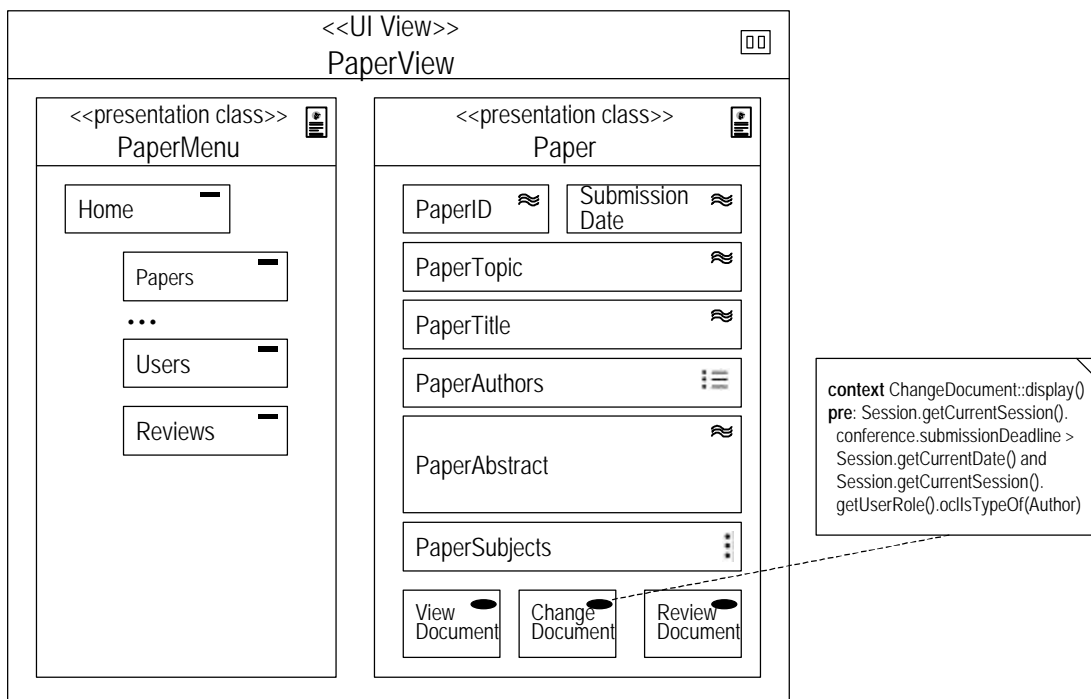 <<UI View>>
PaperView
<<presentation class>>
PaperMenu
Home
Papers
...
Users
Reviews
<<presentation class>>
Paper
PaperID
Submission
Date
PaperTopic
PaperTitle
PaperAuthors
PaperAbstract
PaperSubjects
View
Document
Change
Document
Review
Document
context ChangeDocument::display()
pre: Session.getCurrentSession().
conference.submissionDeadline >
Session.getCurrentDate() and
Session.getCurrentSession().
getUserRole().oclIsTypeOf(Author)